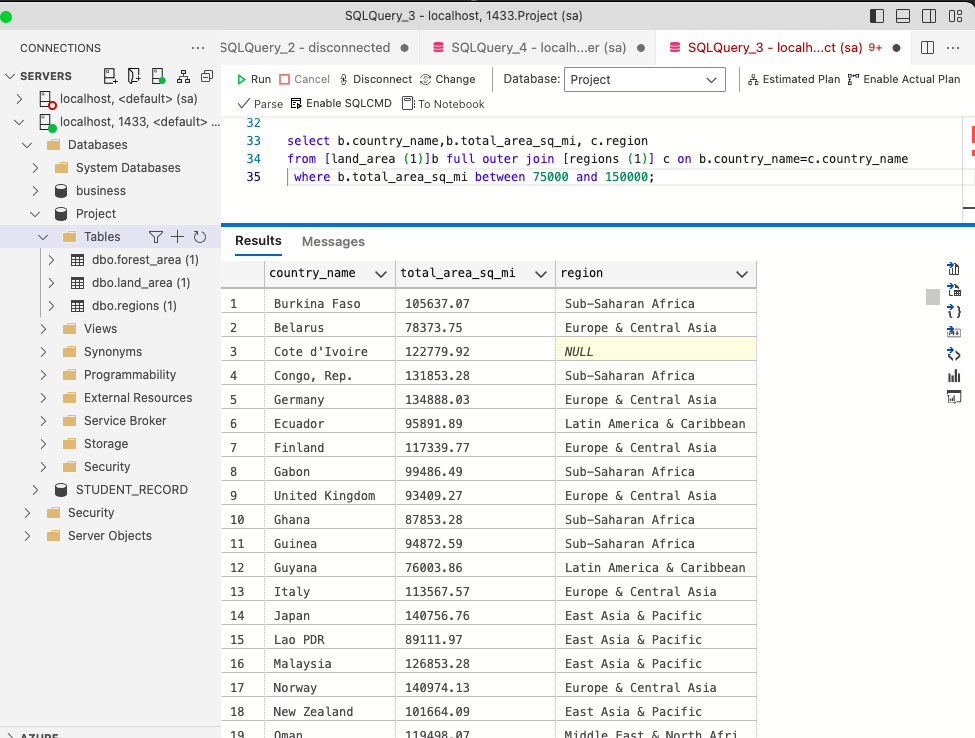 SQLQuery_3 - localhost, 1433.Project (sa)
CONNECTIONS
SQLQuery_2 - disconnected
SQLQuery_4 - localh...er (sa)
SQLQuery_3 - localh...ct (sa) 9+
SERVERS
Run Cancel Disconnect Change Database: Project Estimated Plan Enable Actual Plan
Parse Enable SQLCMD To Notebook
localhost, <default> (sa)
localhost, 1433, <default> ...
Databases
System Databases
business
Project
Tables
dbo.forest_area (1)
dbo.land_area (1)
dbo.regions (1)
Views
Synonyms
Programmability
External Resources
Service Broker
Storage
Security
STUDENT_RECORD
Security
Server Objects
AZURE
32
33 select b.country_name,b.total_area_sq_mi, c.region
34 from [land_area (1)]b full outer join [regions (1)] c on b.country_name=c.country_name
35 where b.total_area_sq_mi between 75000 and 150000;
Results Messages
country_name total_area_sq_mi region
1 Burkina Faso 105637.07 Sub-Saharan Africa
2 Belarus 78373.75 Europe & Central Asia
3 Cote d'Ivoire 122779.92 NULL
4 Congo, Rep. 131853.28 Sub-Saharan Africa
5 Germany 134888.03 Europe & Central Asia
6 Ecuador 95891.89 Latin America & Caribbean
7 Finland 117339.77 Europe & Central Asia
8 Gabon 99486.49 Sub-Saharan Africa
9 United Kingdom 93409.27 Europe & Central Asia
10 Ghana 87853.28 Sub-Saharan Africa
11 Guinea 94872.59 Sub-Saharan Africa
12 Guyana 76003.86 Latin America & Caribbean
13 Italy 113567.57 Europe & Central Asia
14 Japan 140756.76 East Asia & Pacific
15 Lao PDR 89111.97 East Asia & Pacific
16 Malaysia 126853.28 East Asia & Pacific
17 Norway 140974.13 Europe & Central Asia
18 New Zealand 101664.09 East Asia & Pacific
19 Oman 119498.07 Middle East & North Afri